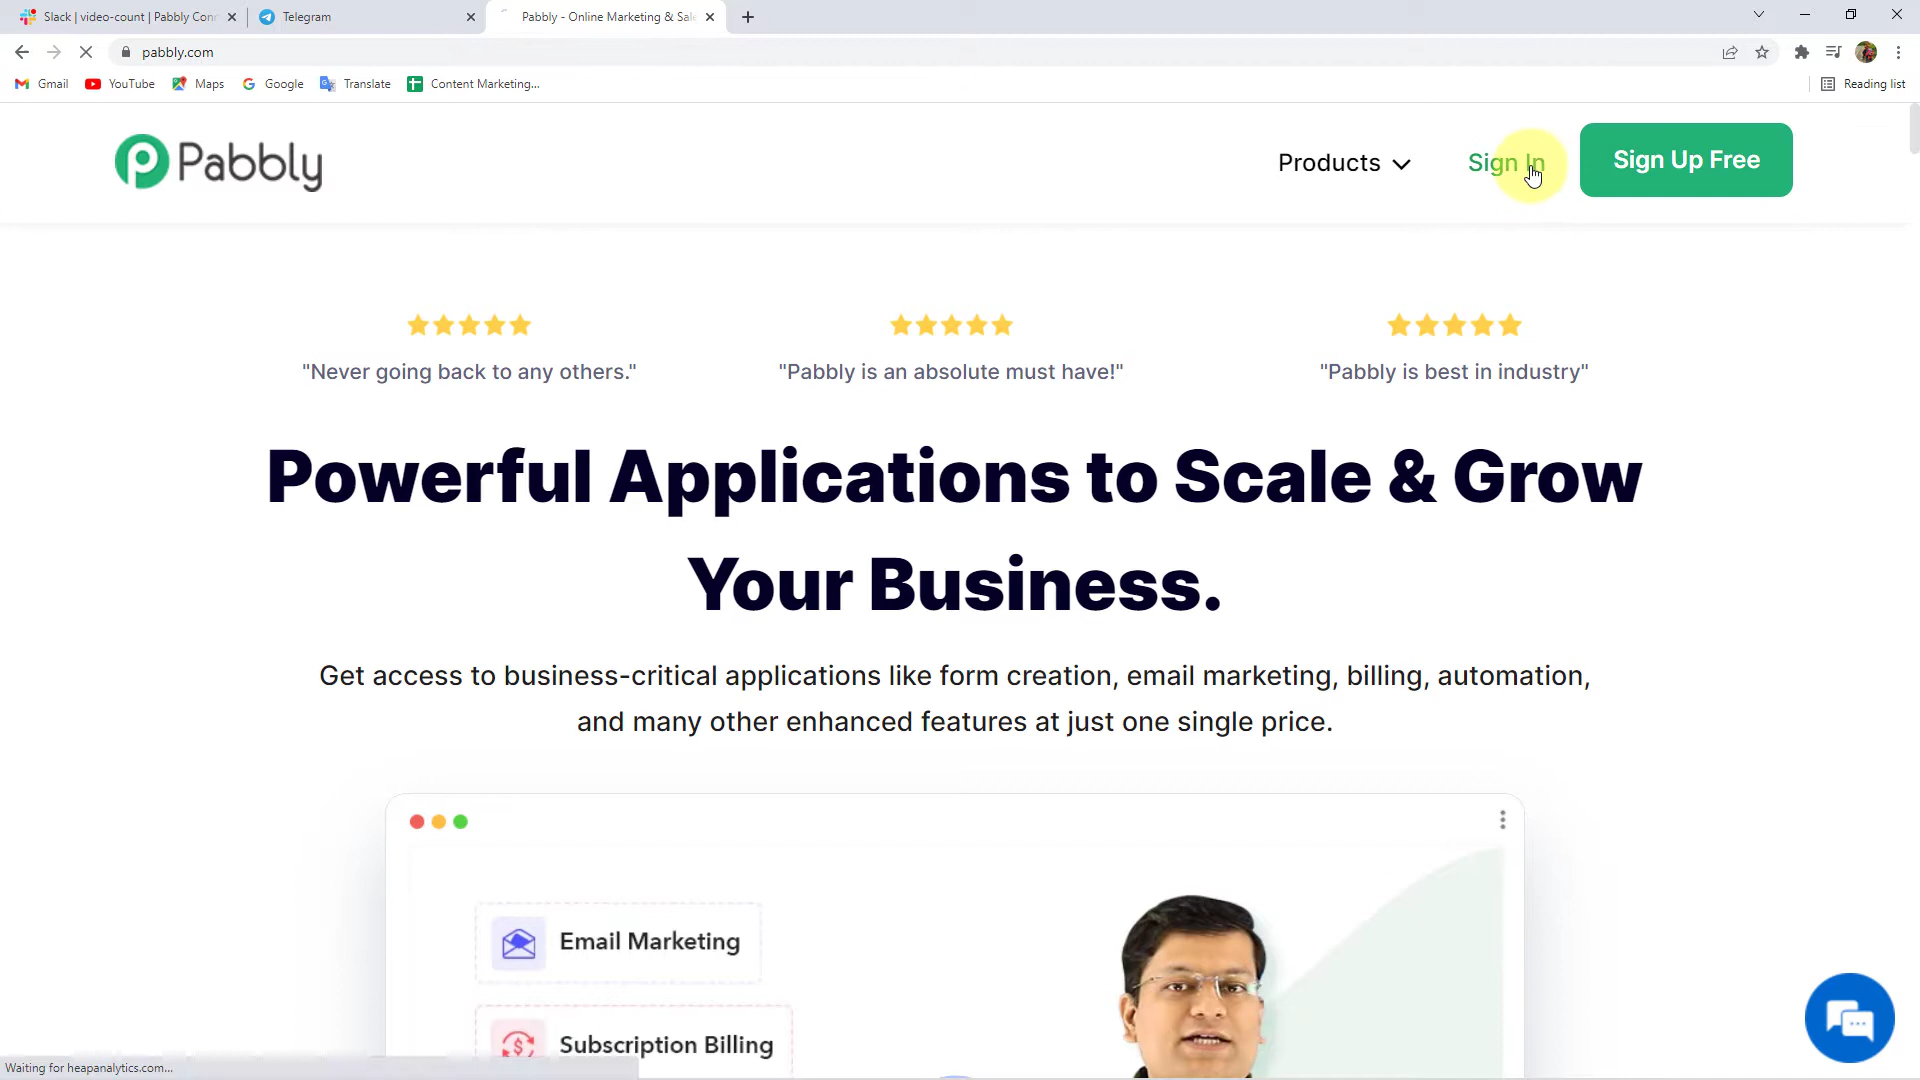 Slack | video-count | Pabbly Conn
Telegram
Pabbly - Online Marketing & Sale
pabbly.com
Gmail
YouTube
Maps
Google
Translate
Content Marketing...
Reading list
Pabbly
Products
Sign In
Sign Up Free
"Never going back to any others."
"Pabbly is an absolute must have!"
"Pabbly is best in industry"
Powerful Applications to Scale & Grow
Your Business.
Get access to business-critical applications like form creation, email marketing, billing, automation,
and many other enhanced features at just one single price.
Email Marketing
Subscription Billing
Waiting for heapanalytics.com...